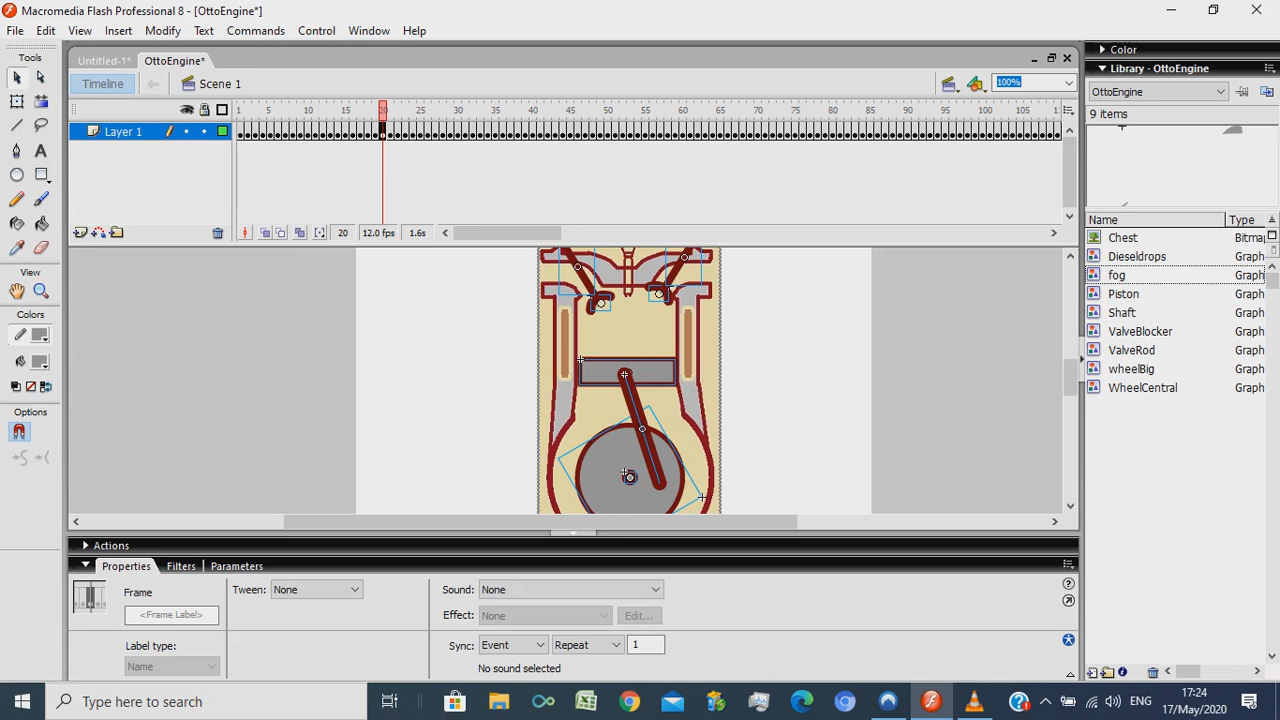 Macromedia Flash Professional 8 - [OttoEngine*]
File Edit View Insert Modify Text Commands Control Window Help
Tools
Untitled-1* OttoEngine*
Color
Library - OttoEngine
Timeline Scene 1 100%
OttoEngine
1 5 10 15 20 25 30 35 40 45 50 55 60 65 70 75 80 85 90 95 100 105
9 items
Layer 1
20 12.0 fps 1.6s
Name Type
Chest Bitma
Dieseldrops Graph
fog Graph
Piston Graph
Shaft Graph
ValveBlocker Graph
ValveRod Graph
wheelBig Graph
WheelCentral Graph
View
Colors
Options
Actions
Properties Filters Parameters
Frame
<Frame Label>
Label type:
Name
Tween: None
Sound: None
Effect: None Edit...
Sync: Event Repeat 1
No sound selected
Type here to search
ENG
17:24
17/May/2020